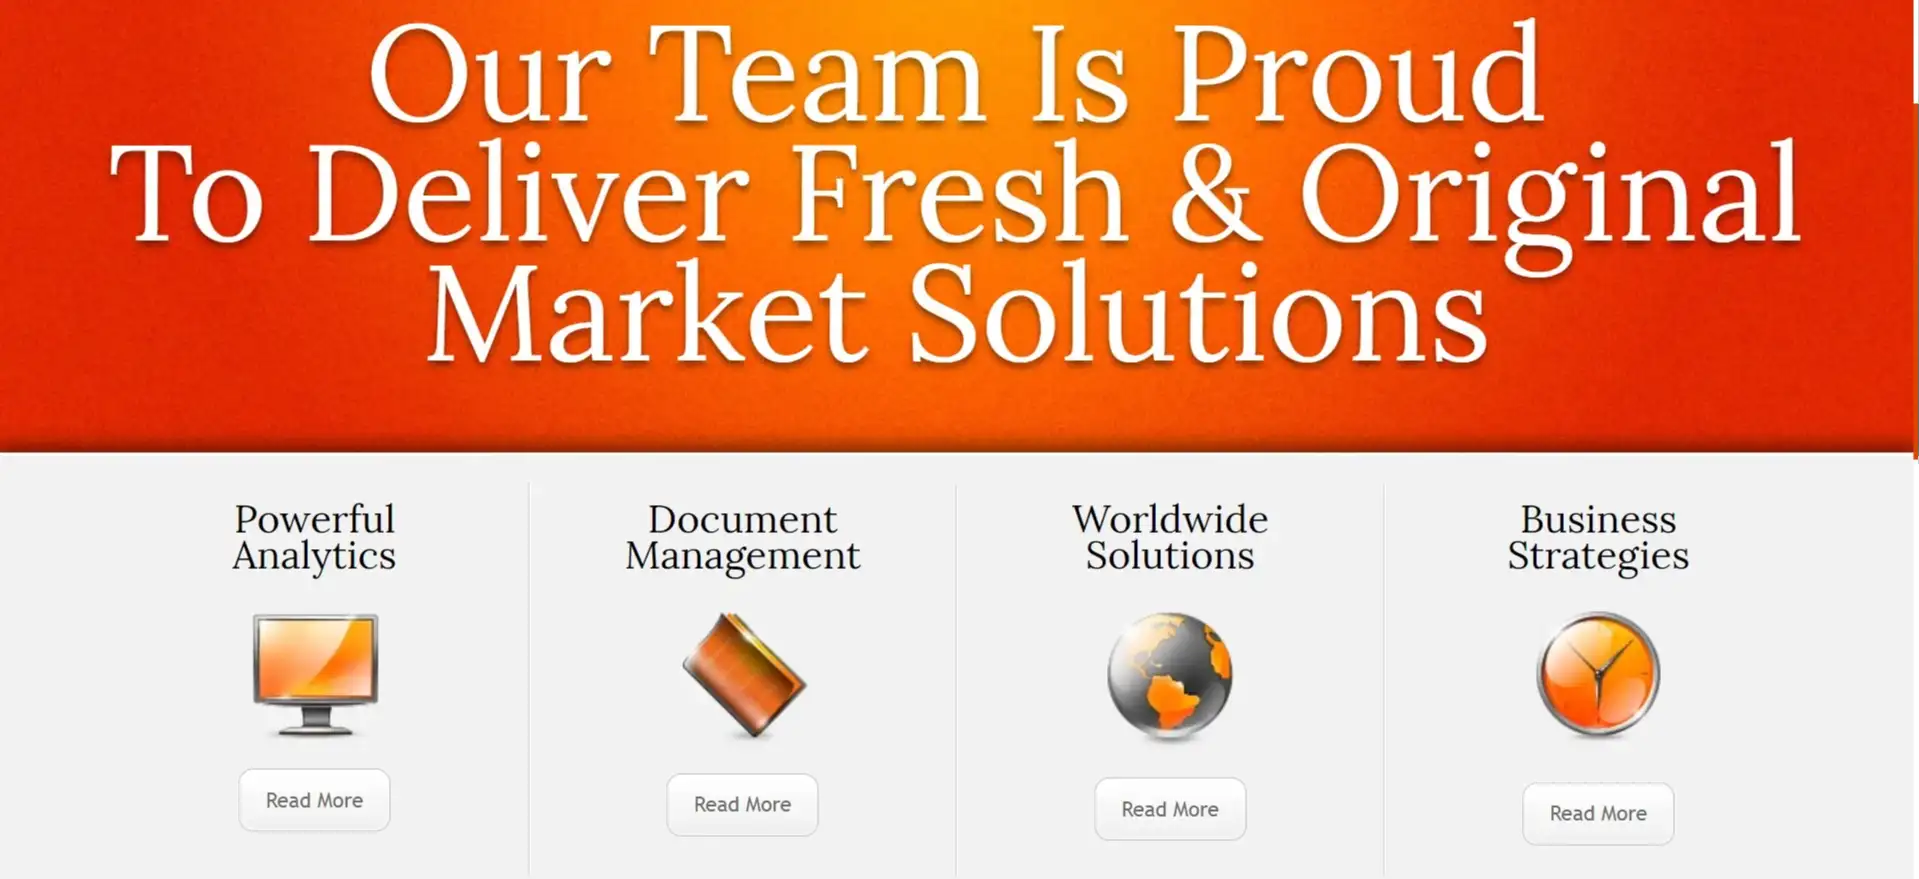 Our Team Is Proud
To Deliver Fresh & Original
Market Solutions
Powerful
Analytics
Read More
Document
Management
Read More
Worldwide
Solutions
Read More
Business
Strategies
Read More